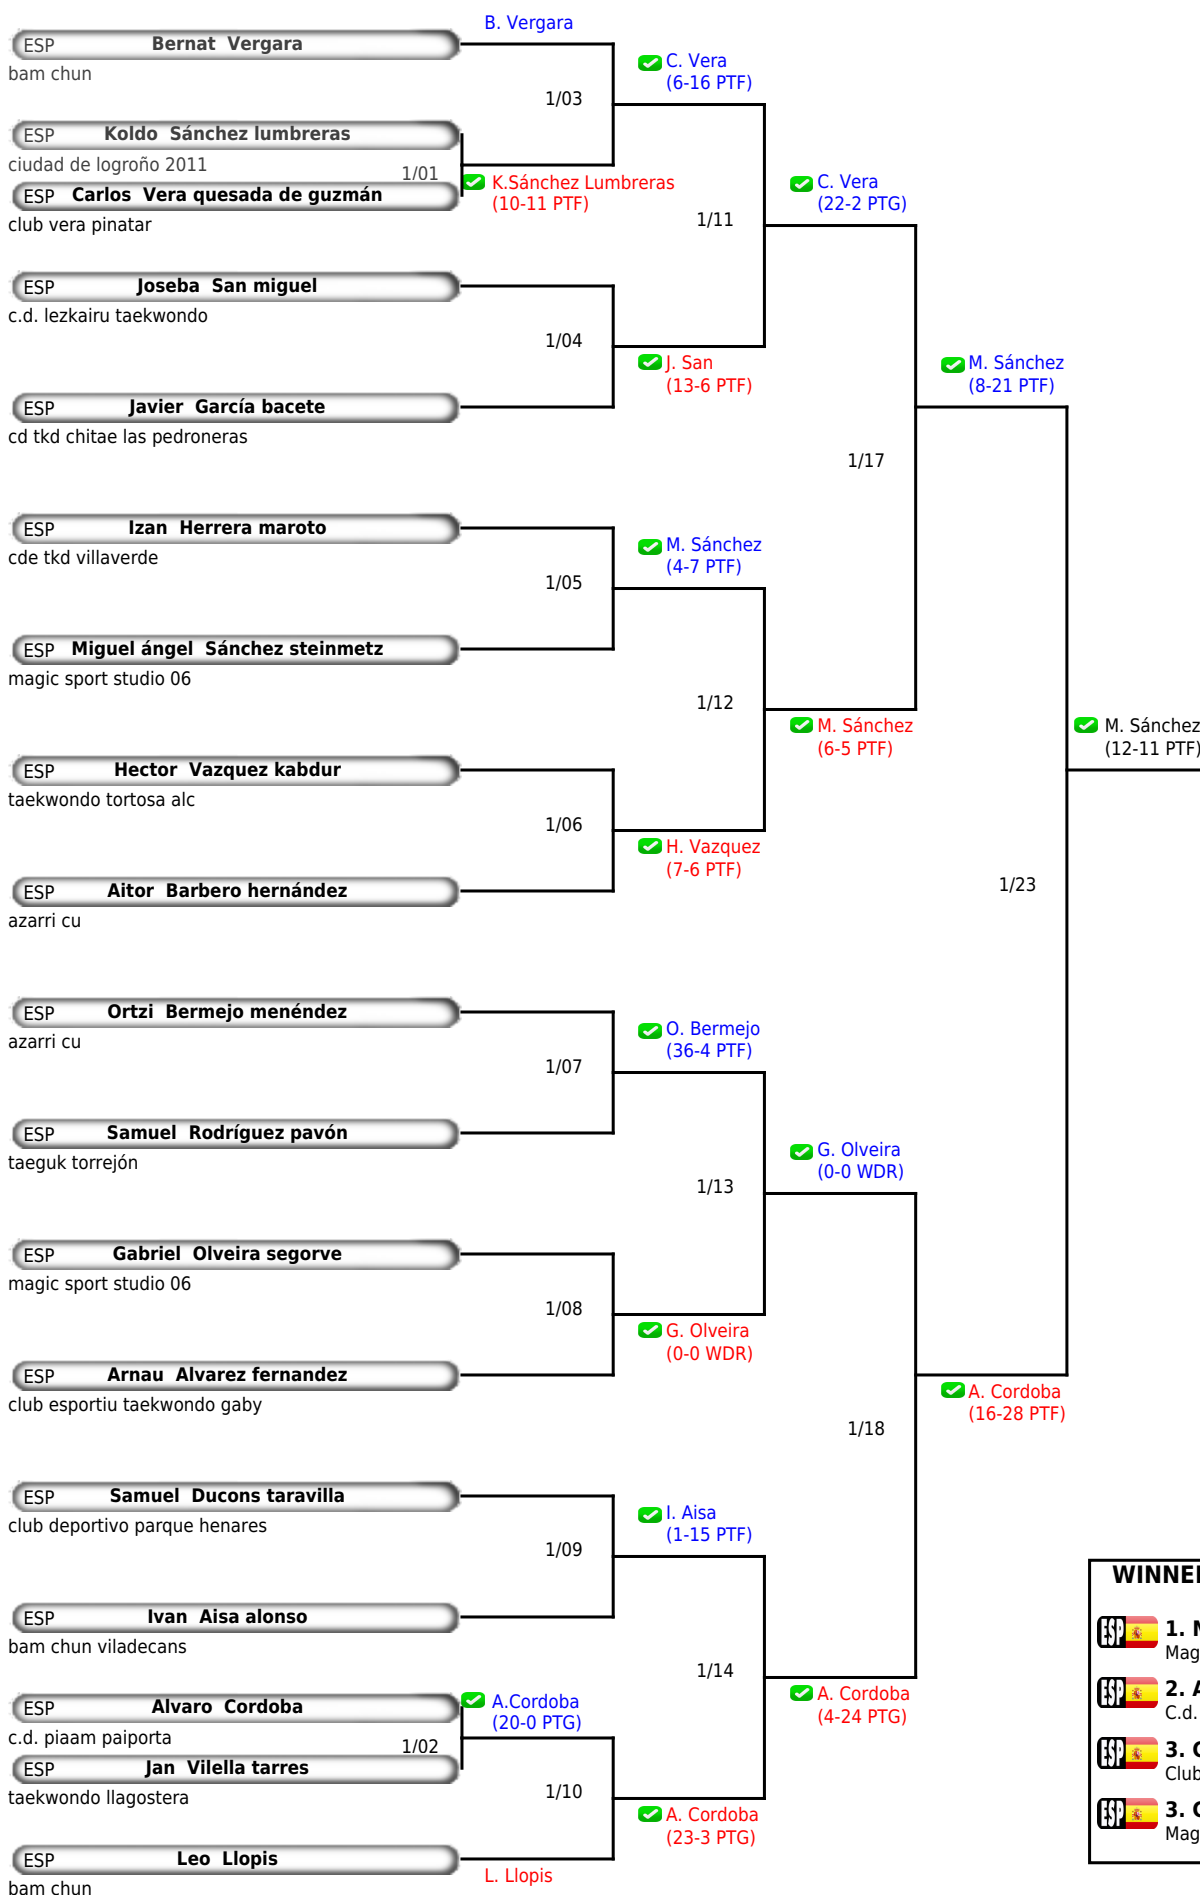 B. Vergara
ESP Bernat Vergara
bam chun
C. Vera
(6-16 PTF)
1/03
ESP Koldo Sánchez lumbreras
ciudad de logroño 2011
1/01
K.Sánchez Lumbreras
(10-11 PTF)
ESP Carlos Vera quesada de guzmán
club vera pinatar
C. Vera
(22-2 PTG)
1/11
ESP Joseba San miguel
c.d. lezkairu taekwondo
1/04
J. San
(13-6 PTF)
M. Sánchez
(8-21 PTF)
ESP Javier García bacete
cd tkd chitae las pedroneras
1/17
ESP Izan Herrera maroto
cde tkd villaverde
M. Sánchez
(4-7 PTF)
1/05
ESP Miguel ángel Sánchez steinmetz
magic sport studio 06
1/12
M. Sánchez
(6-5 PTF)
M. Sánchez
(12-11 PTF)
ESP Hector Vazquez kabdur
taekwondo tortosa alc
1/06
H. Vazquez
(7-6 PTF)
1/23
ESP Aitor Barbero hernández
azarri cu
ESP Ortzi Bermejo menéndez
azarri cu
O. Bermejo
(36-4 PTF)
1/07
ESP Samuel Rodríguez pavón
taeguk torrejón
G. Olveira
(0-0 WDR)
1/13
ESP Gabriel Olveira segorve
magic sport studio 06
1/08
G. Olveira
(0-0 WDR)
ESP Arnau Alvarez fernandez
club esportiu taekwondo gaby
A. Cordoba
(16-28 PTF)
1/18
ESP Samuel Ducons taravilla
club deportivo parque henares
I. Aisa
(1-15 PTF)
1/09
ESP Ivan Aisa alonso
bam chun viladecans
1/14
A. Cordoba
(4-24 PTG)
ESP Alvaro Cordoba
c.d. piaam paiporta
A.Cordoba
(20-0 PTG)
1/02
ESP Jan Vilella tarres
taekwondo llagostera
1/10
A. Cordoba
(23-3 PTG)
ESP Leo Llopis
bam chun
L. Llopis
WINNE
ESP 1.
Mag
ESP 2. A
C.d.
ESP 3.
Club
ESP 3.
Mag